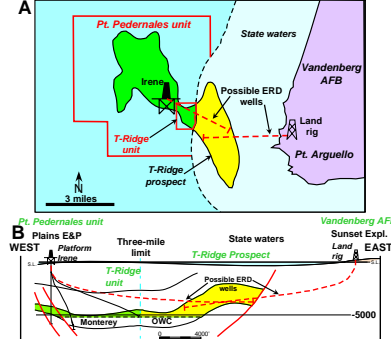 A
Pt. Pedernales unit
State waters
Vandenberg
AFB
Irene
Possible ERD
wells
Land
rig
T-Ridge
unit
T-Ridge
prospect
Pt. Arguello
N
3 miles
Pt. Pedernales unit
Vandenberg AF
B
Plains E&P
WEST
Platform
Irene
Three-mile
limit
State waters
T-Ridge Prospect
Sunset Expl.
Land
rig
EAST
S.L.
S.L.
T-Ridge
unit
Possible ERD
wells
Monterey
OWC
-5000
0
4000'